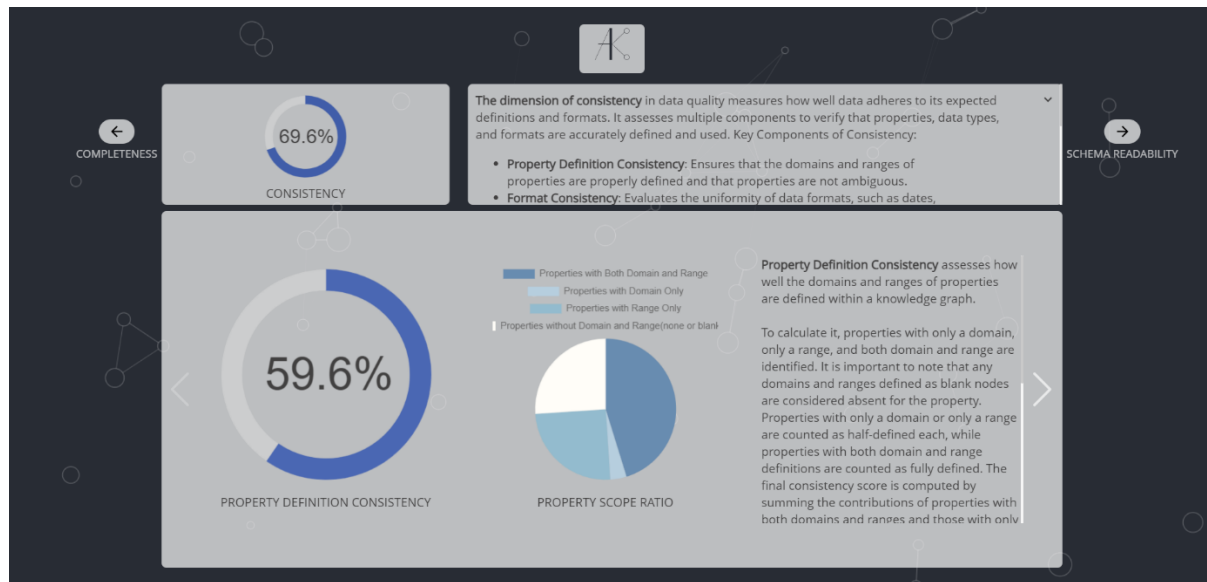 AK
69.6%
CONSISTENCY
COMPLETENESS
The dimension of consistency in data quality measures how well data adheres to its expected
definitions and formats. It assesses multiple components to verify that properties, data types,
and formats are accurately defined and used. Key Components of Consistency:
• Property Definition Consistency: Ensures that the domains and ranges of
properties are properly defined and that properties are not ambiguous.
• Format Consistency: Evaluates the uniformity of data formats, such as dates,
SCHEMA READABILITY
59.6%
PROPERTY DEFINITION CONSISTENCY
Properties with Both Domain and Range
Properties with Domain Only
Properties with Range Only
Properties without Domain and Range(none or blank
PROPERTY SCOPE RATIO
Property Definition Consistency assesses how
well the domains and ranges of properties
are defined within a knowledge graph.
To calculate it, properties with only a domain,
only a range, and both domain and range are
identified. It is important to note that any
domains and ranges defined as blank nodes
are considered absent for the property.
Properties with only a domain or only a range
are counted as half-defined each, while
properties with both domain and range
definitions are counted as fully defined. The
final consistency score is computed by
summing the contributions of properties with
both domains and ranges and those with only